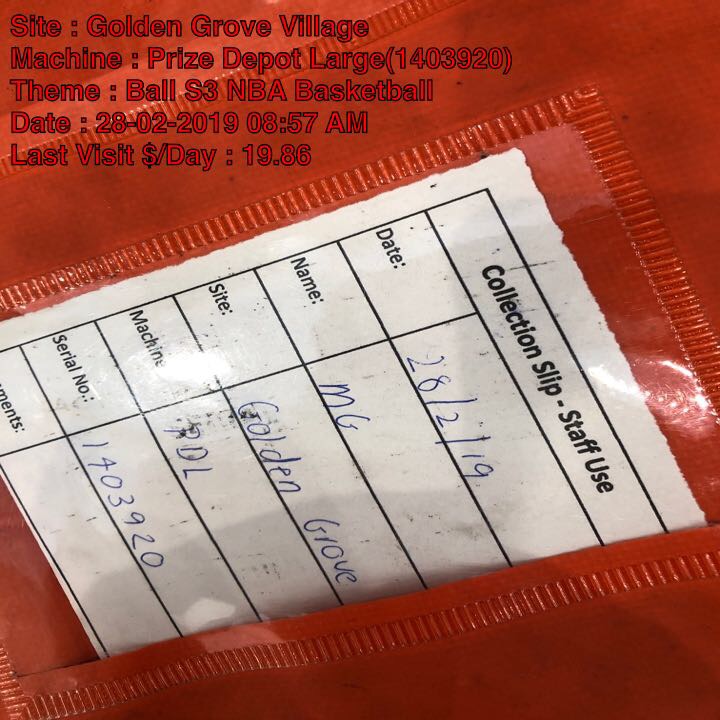 Site : Golden Grove Village
Machine : Prize Depot Large(1403920)
Theme : Ball S3 NBA Basketball
Date : 28-02-2019 08:57 AM
Last Visit $/Day : 19.86
Collection Slip - Staff Use
Date: 28/2/19
Name: MG
Site: Golden Grove
Machine PDL
Serial No.: 1403920